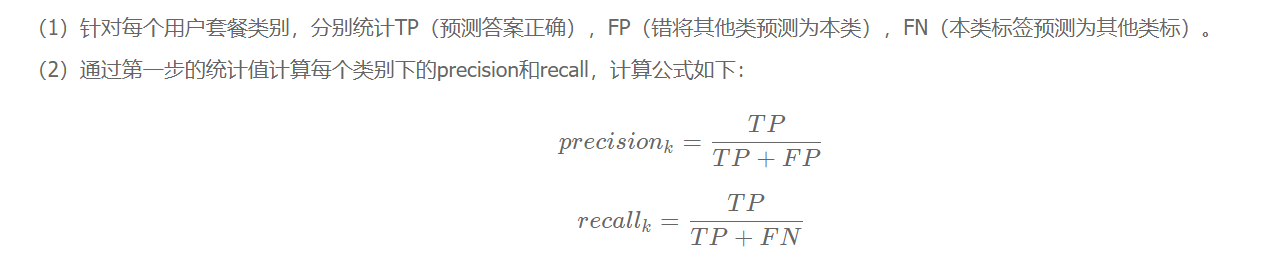 （1）针对每个用户套餐类别，分别统计TP（预测答案正确），FP（错将其他类预测为本类），FN（本类标签预测为其他类标）。
（2）通过第一步的统计值计算每个类别下的precision和recall，计算公式如下：
precision_k = TP / (TP + FP)
recall_k = TP / (TP + FN)